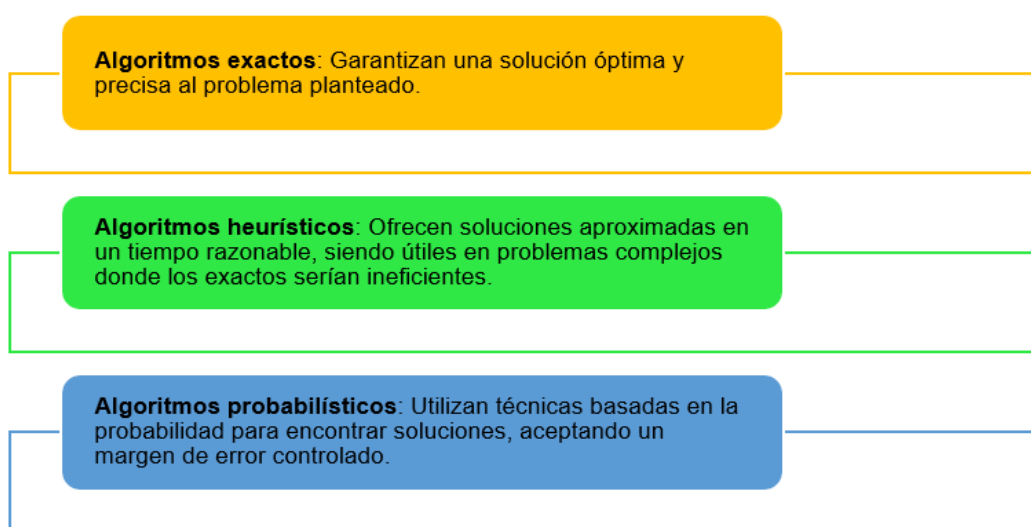 Algoritmos exactos: Garantizan una solución óptima y
precisa al problema planteado.
Algoritmos heurísticos: Ofrecen soluciones aproximadas en
un tiempo razonable, siendo útiles en problemas complejos
donde los exactos serían ineficientes.
Algoritmos probabilísticos: Utilizan técnicas basadas en la
probabilidad para encontrar soluciones, aceptando un
margen de error controlado.